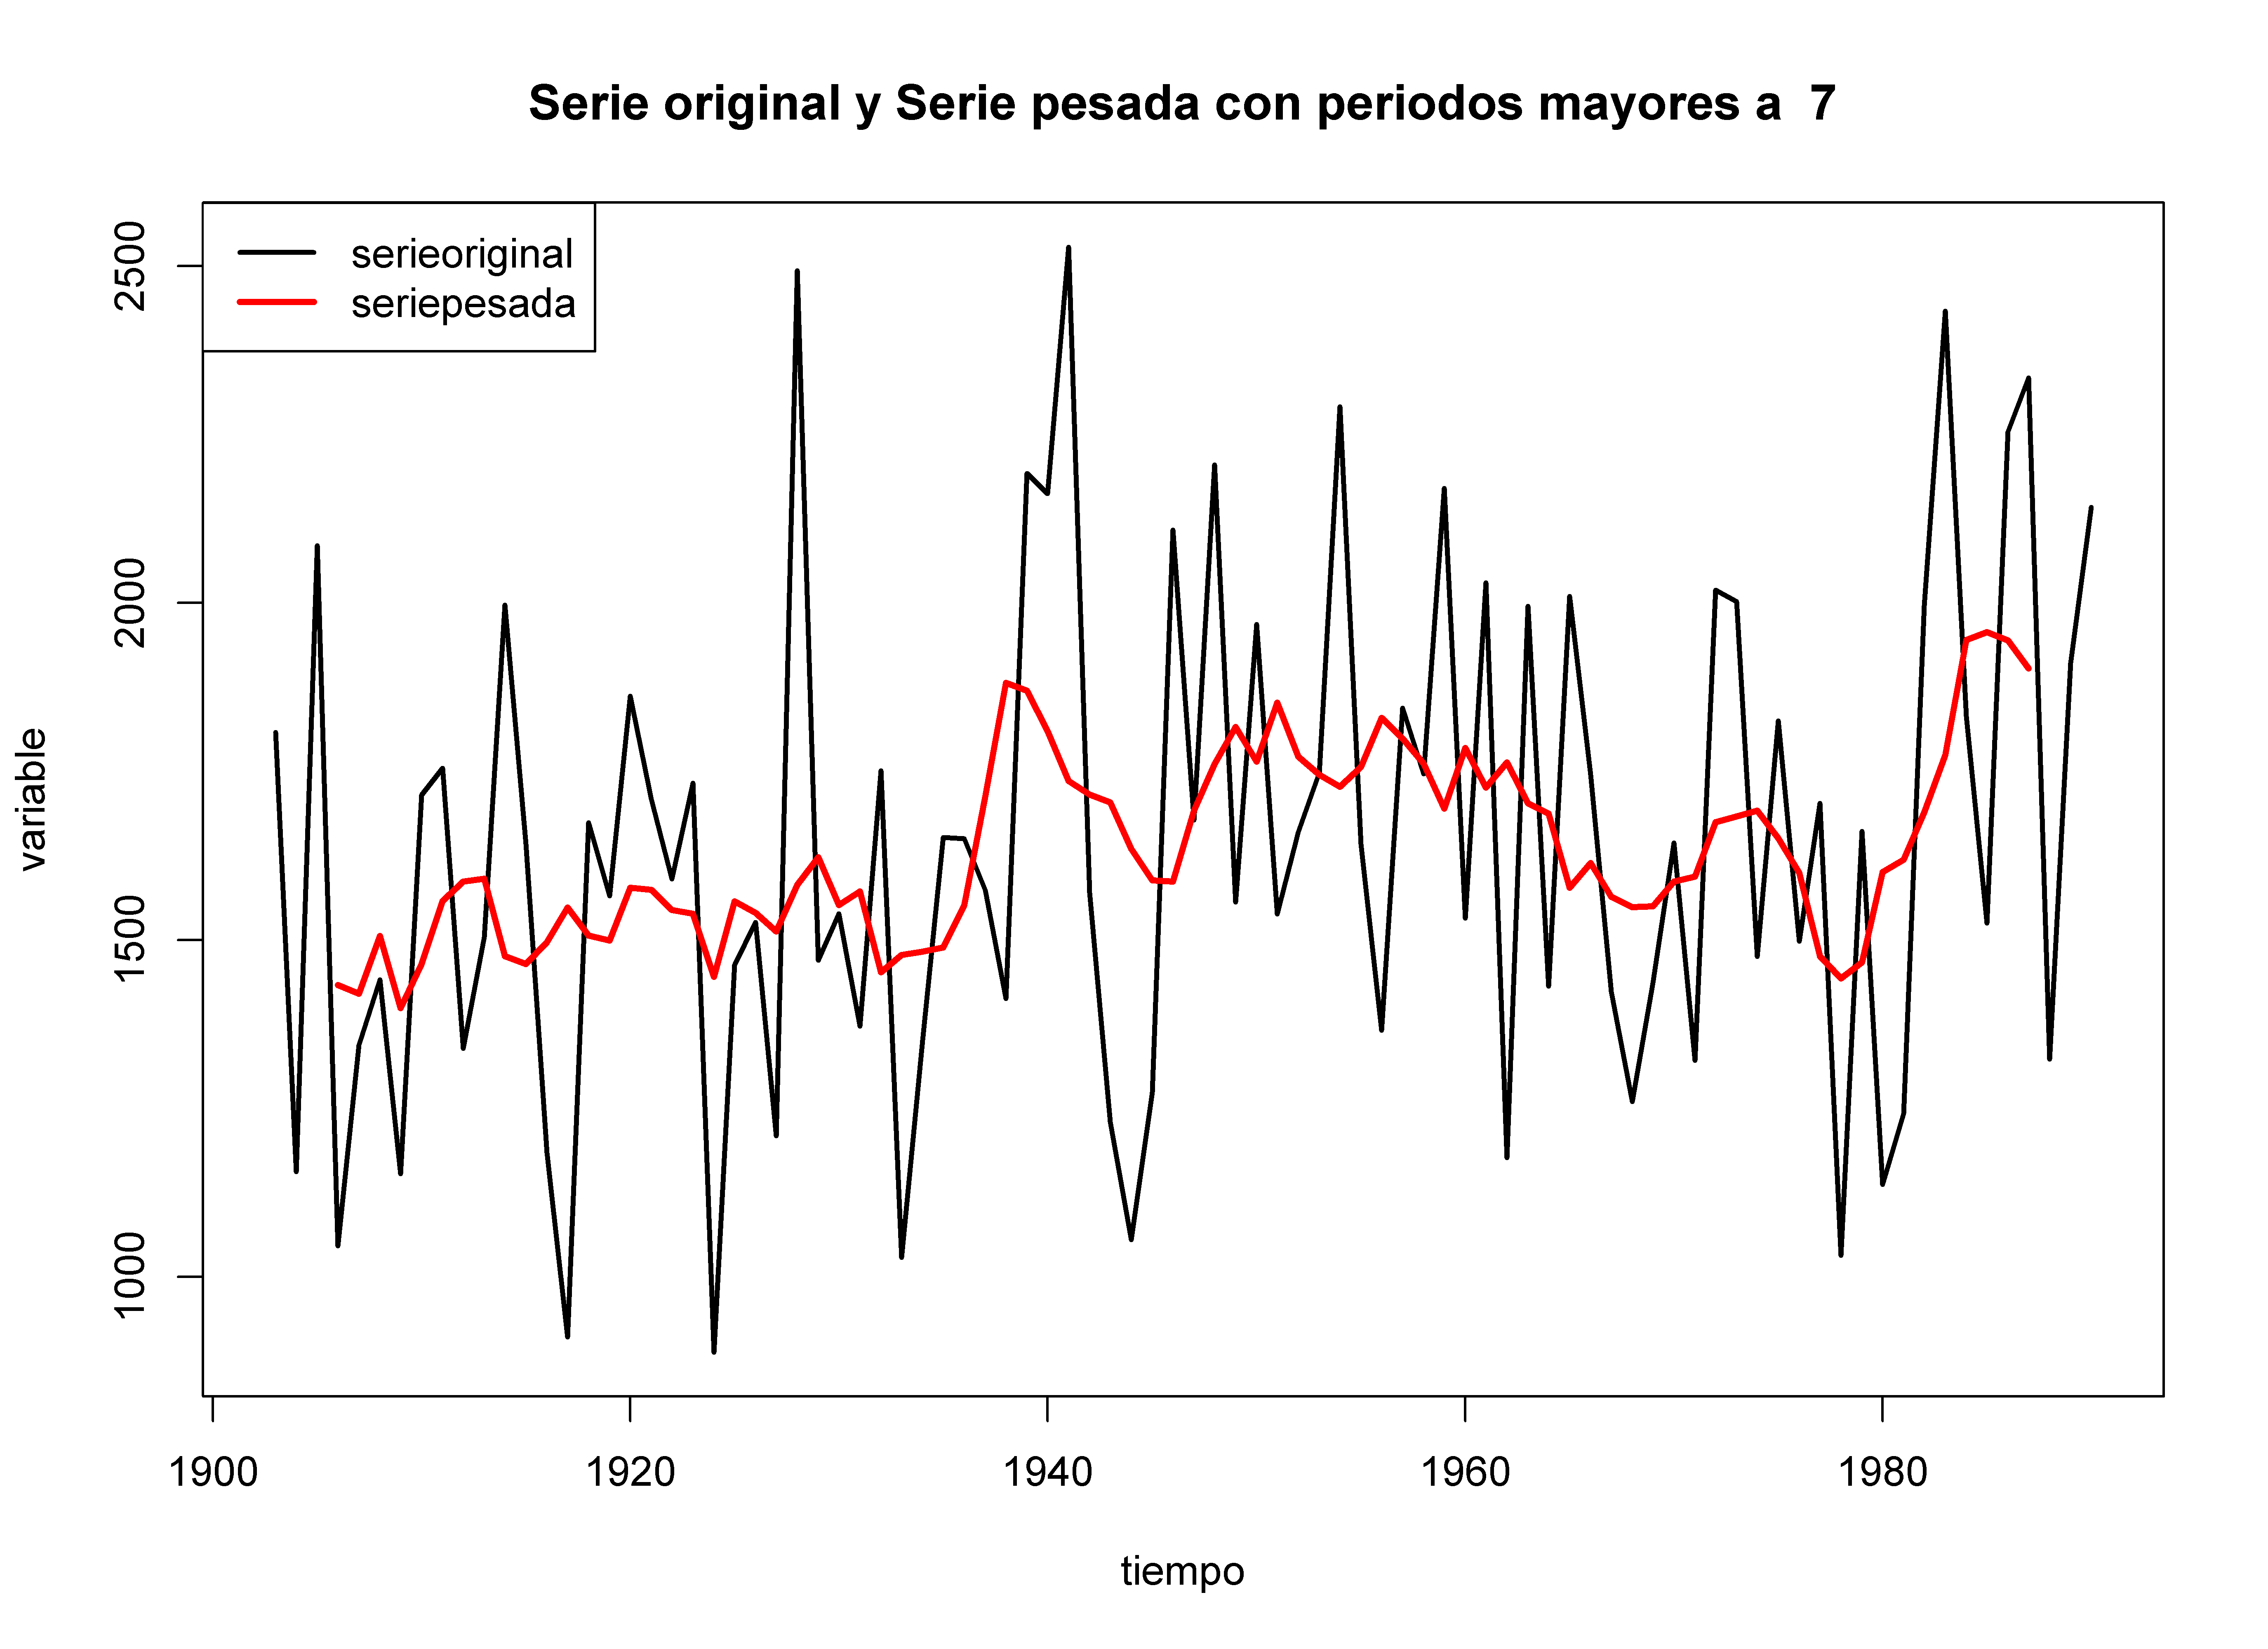 Serie original y Serie pesada con periodos mayores a 7
serieoriginal
seriepesada
variable
2500
2000
1500
1000
1900 1920 1940 1960 1980
tiempo